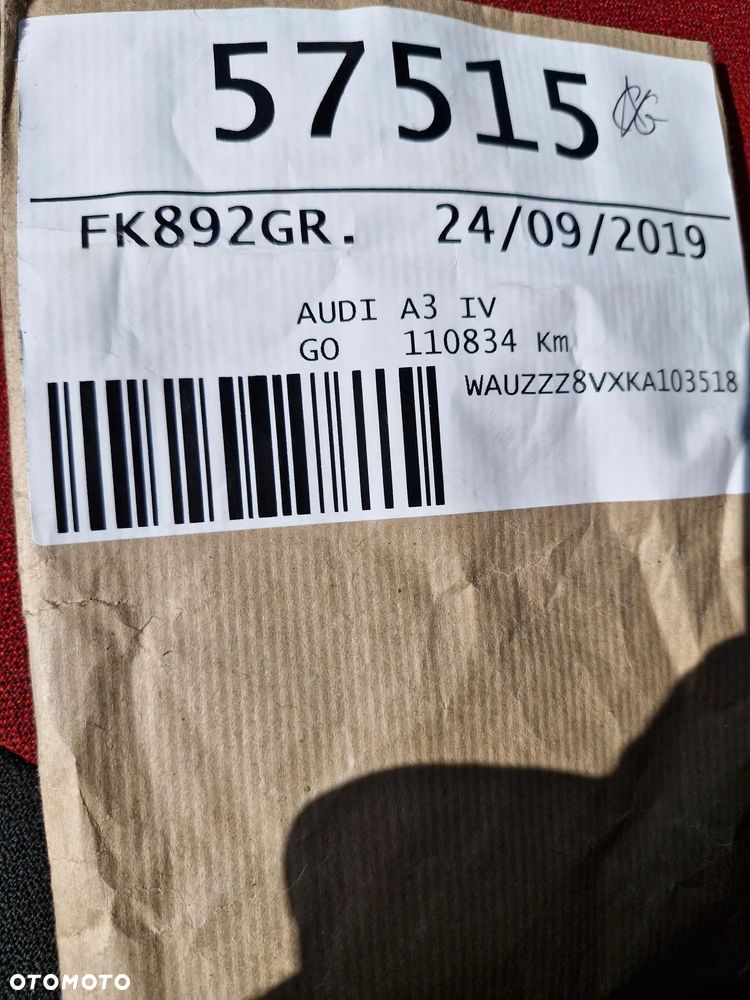 57515
FK892GR. 24/09/2019
AUDI A3 IV
GO 110834 Km
WAUZZZ8VXKA103518
OTOMOTO